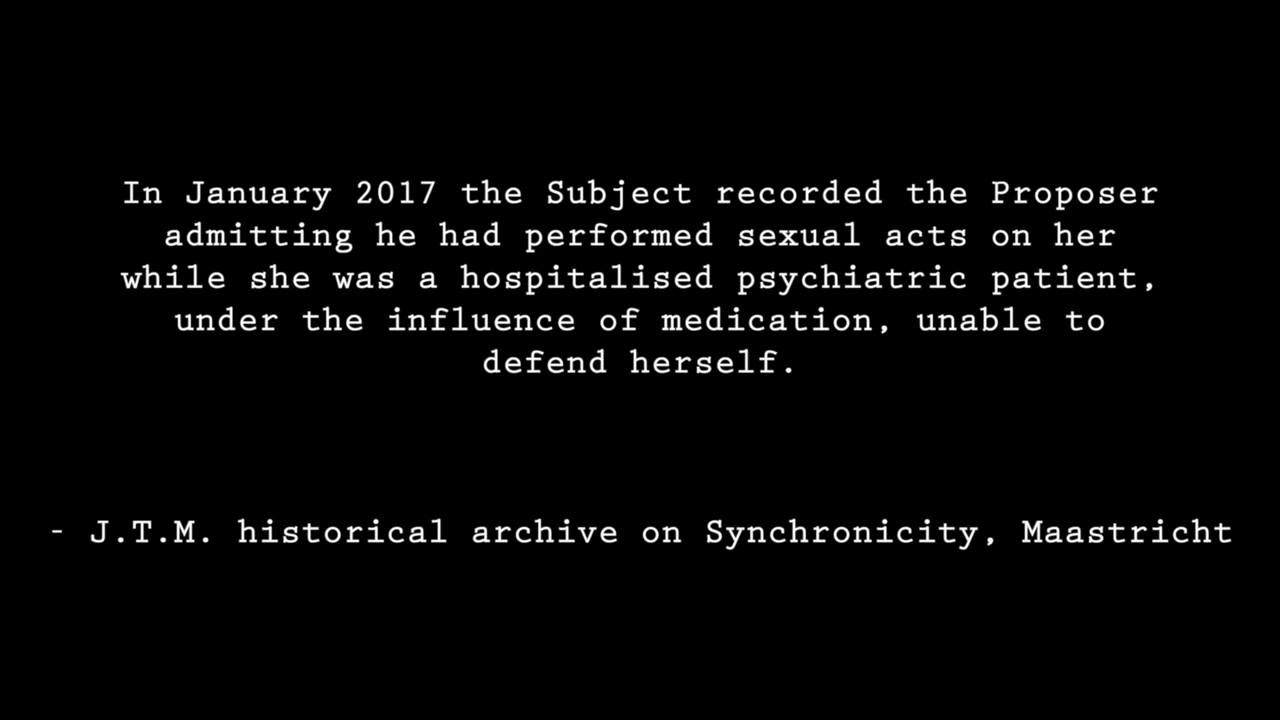 In January 2017 the Subject recorded the Proposer
admitting he had performed sexual acts on her
while she was a hospitalised psychiatric patient,
under the influence of medication, unable to
defend herself.
- J.T.M. historical archive on Synchronicity, Maastricht